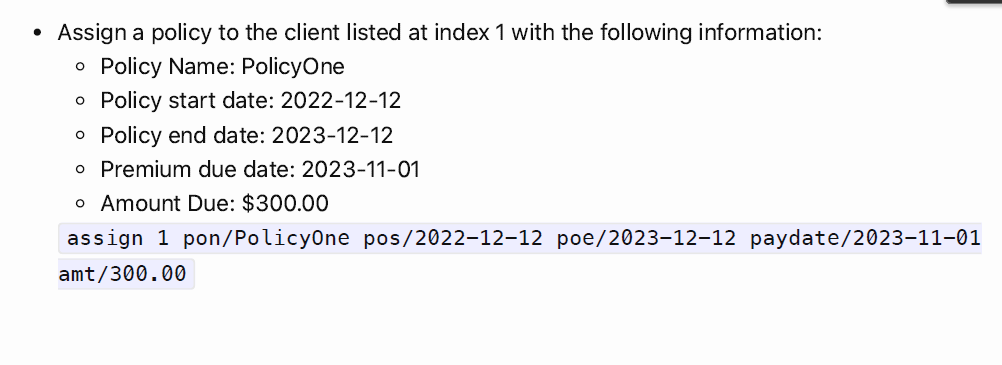 Assign a policy to the client listed at index 1 with the following information:
Policy Name: PolicyOne
Policy start date: 2022-12-12
Policy end date: 2023-12-12
Premium due date: 2023-11-01
Amount Due: $300.00
assign 1 pon/PolicyOne pos/2022-12-12 poe/2023-12-12 paydate/2023-11-01
amt/300.00